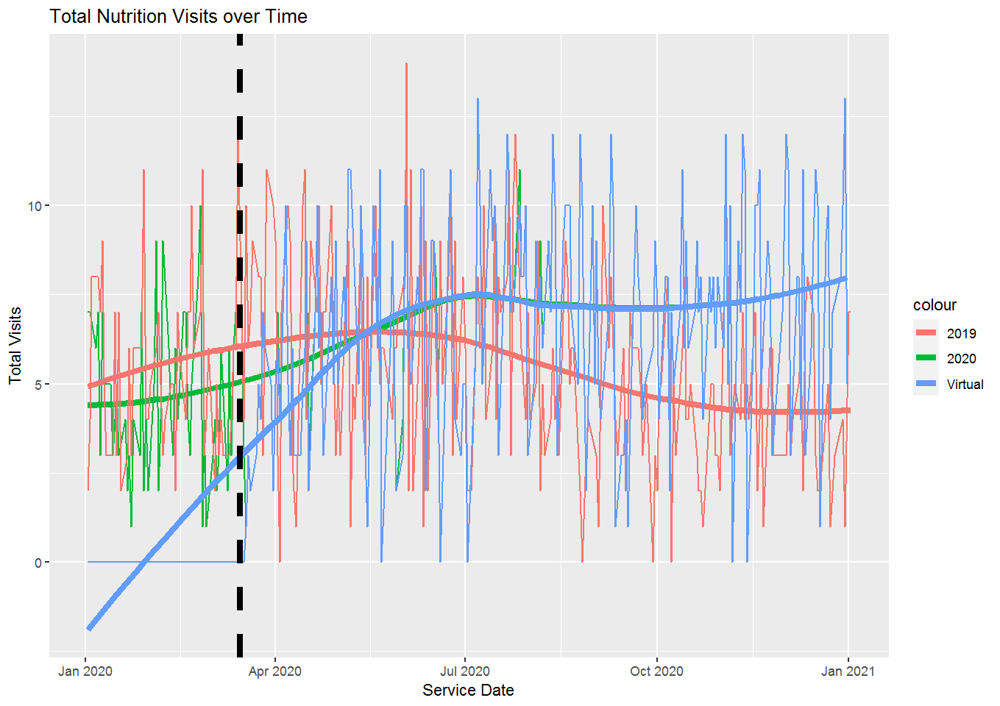 Total Nutrition Visits over Time
Total Visits
10
5
0
Jan 2020
Apr 2020
Jul 2020
Oct 2020
Jan 2021
Service Date
colour
2019
2020
Virtual